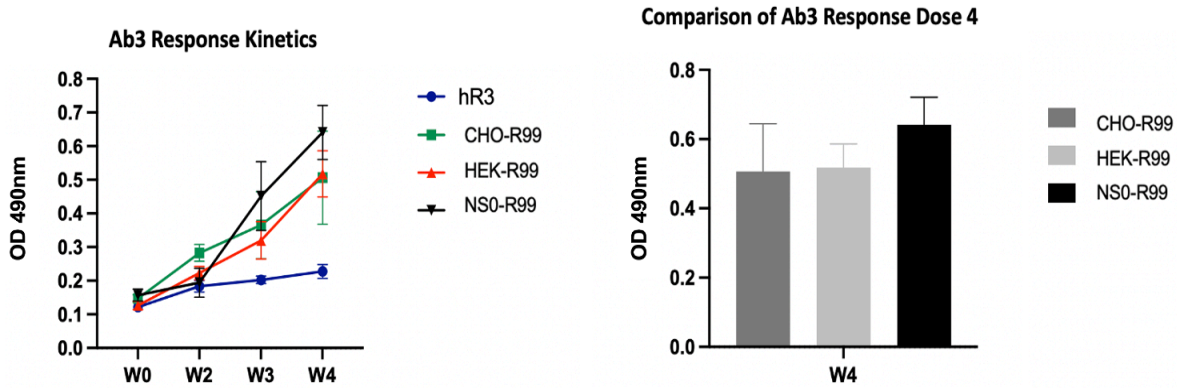 Ab3 Response Kinetics
OD 490nm
0.8
0.7
0.6
0.5
0.4
0.3
0.2
0.1
0.0
W0 W2 W3 W4
hR3
CHO-R99
HEK-R99
NS0-R99
Comparison of Ab3 Response Dose 4
OD 490nm
0.8
0.6
0.4
0.2
0.0
W4
CHO-R99
HEK-R99
NS0-R99